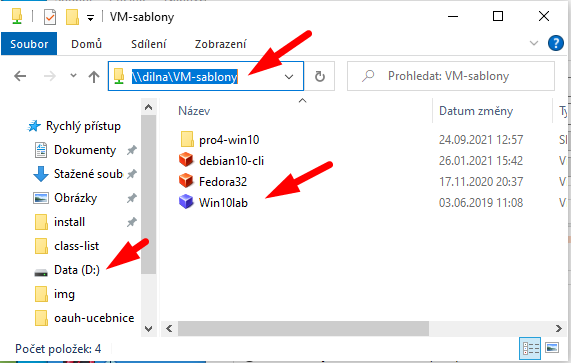 VM-sablony
Soubor Domů Sdílení Zobrazení
\\dilna\VM-sablony
Prohledat: VM-sablony
Název Datum změny Ty
Rychlý přístup
Dokumenty
Stažené soub
Obrázky
install
class-list
Data (D:)
img
oauh-ucebnice
pro4-win10 24.09.2021 12:57 Sl
debian10-cli 26.01.2021 15:42 V
Fedora32 17.11.2020 20:37 V
Win10lab 03.06.2019 11:08 V
Počet položek: 4